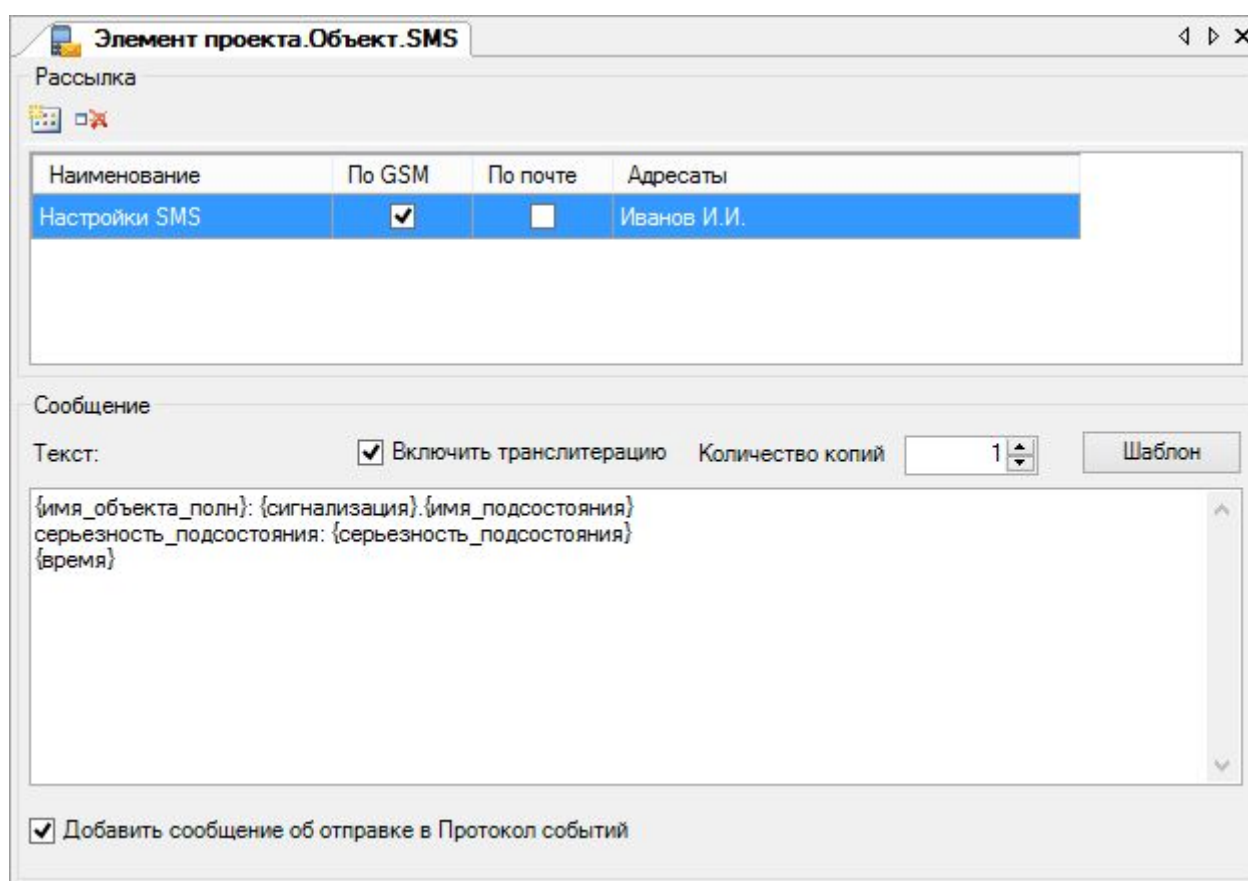 Элемент проекта.Объект.SMS
Рассылка
Наименование По GSM По почте Адресаты
Настройки SMS Иванов И.И.
Сообщение
Текст: Включить транслитерацию Количество копий 1 Шаблон
{имя_объекта_полн}: {сигнализация}.{имя_подсостояния}
серьезность_подсостояния: {серьезность_подсостояния}
{время}
Добавить сообщение об отправке в Протокол событий